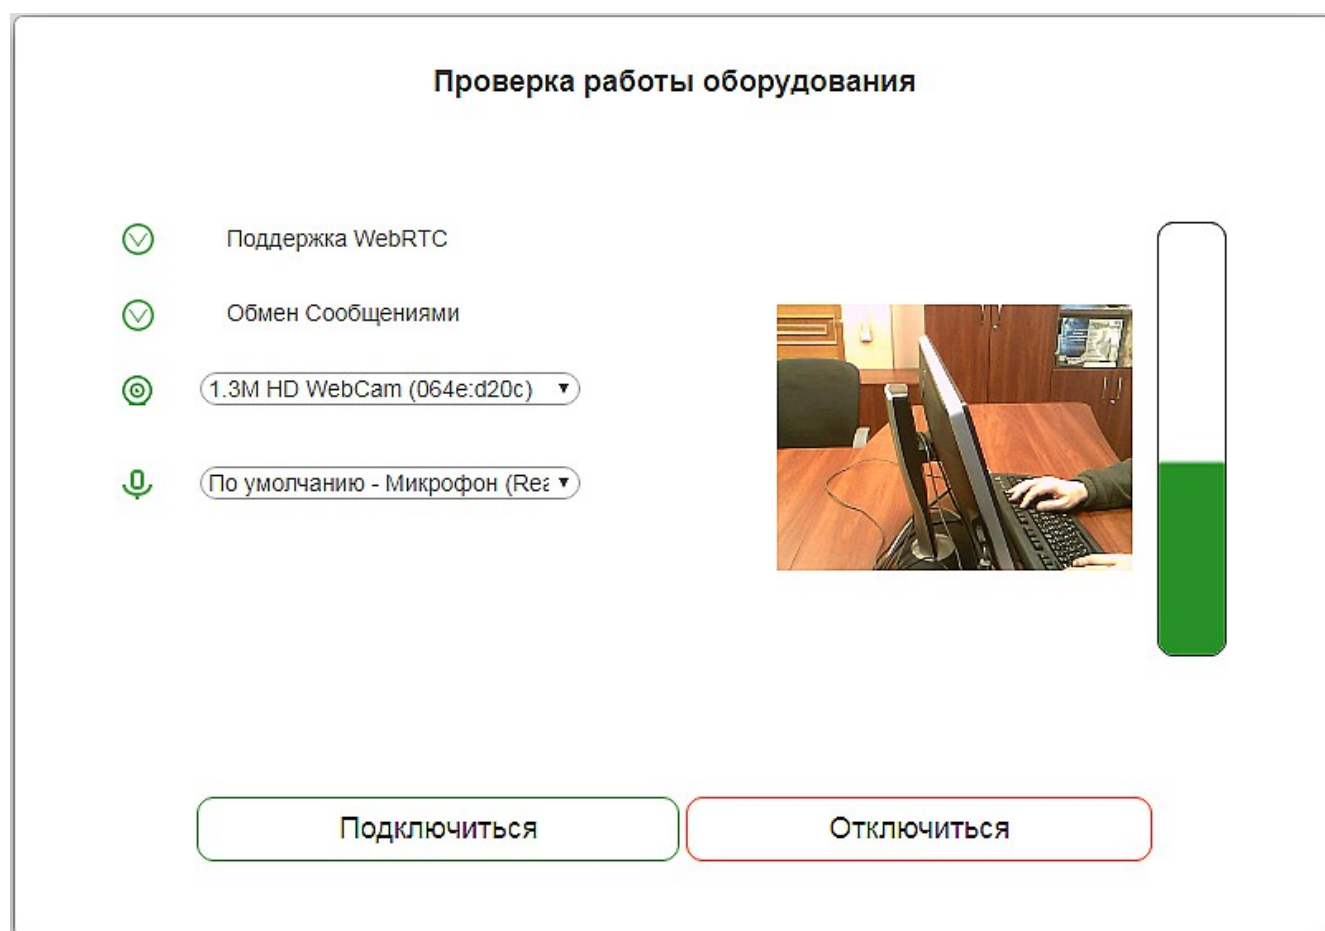 Проверка работы оборудования
Поддержка WebRTC
Обмен Сообщениями
1.3M HD WebCam (064e:d20c)
По умолчанию - Микрофон (Rea
Подключиться
Отключиться